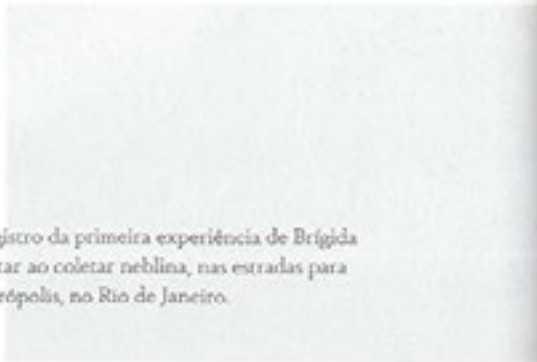 gistro da primeira experiência de Brígida
tar ao coletar neblina, nas estradas para
rópolis, no Rio de Janeiro.